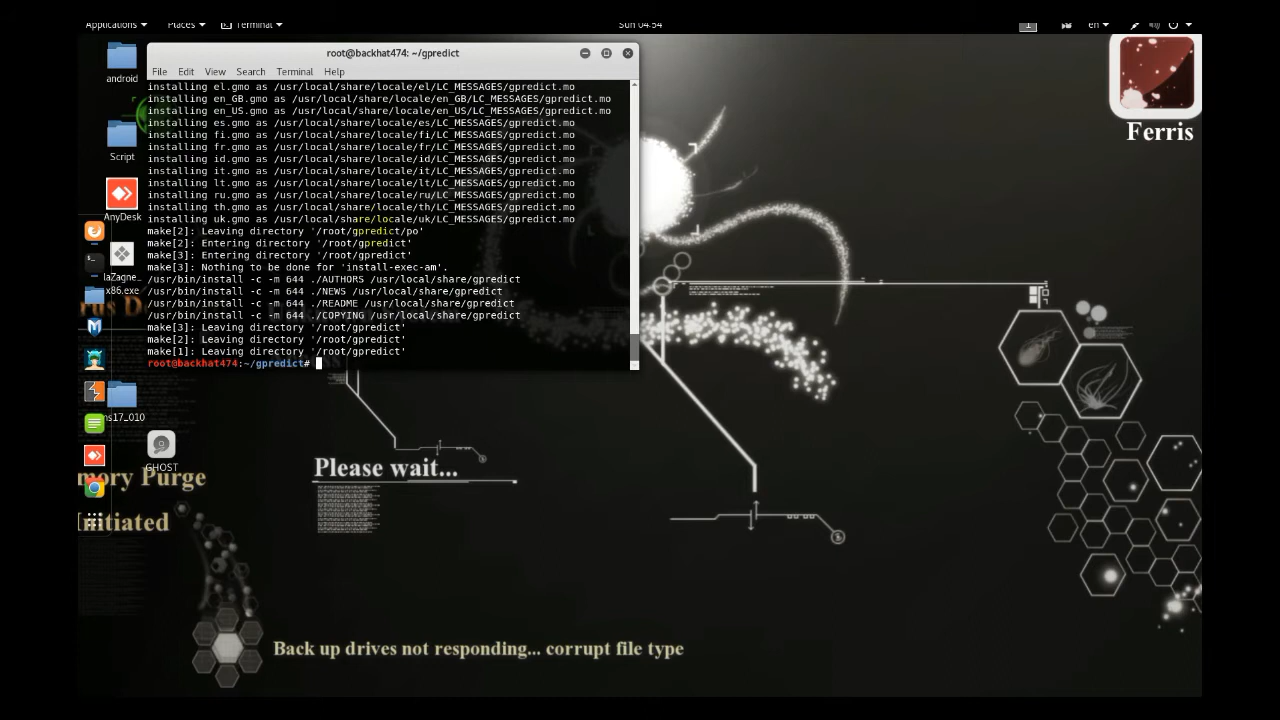 Applications Places Terminal Sun 04:54 1 en
root@backhat474: ~/gpredict
File Edit View Search Terminal Help
installing el.gmo as /usr/local/share/locale/el/LC_MESSAGES/gpredict.mo
installing en_GB.gmo as /usr/local/share/locale/en_GB/LC_MESSAGES/gpredict.mo
installing en_US.gmo as /usr/local/share/locale/en_US/LC_MESSAGES/gpredict.mo
installing es.gmo as /usr/local/share/locale/es/LC_MESSAGES/gpredict.mo
installing fi.gmo as /usr/local/share/locale/fi/LC_MESSAGES/gpredict.mo
installing fr.gmo as /usr/local/share/locale/fr/LC_MESSAGES/gpredict.mo
installing id.gmo as /usr/local/share/locale/id/LC_MESSAGES/gpredict.mo
installing it.gmo as /usr/local/share/locale/it/LC_MESSAGES/gpredict.mo
installing lt.gmo as /usr/local/share/locale/lt/LC_MESSAGES/gpredict.mo
installing ru.gmo as /usr/local/share/locale/ru/LC_MESSAGES/gpredict.mo
installing th.gmo as /usr/local/share/locale/th/LC_MESSAGES/gpredict.mo
installing uk.gmo as /usr/local/share/locale/uk/LC_MESSAGES/gpredict.mo
make[2]: Leaving directory '/root/gpredict/po'
make[2]: Entering directory '/root/gpredict'
make[3]: Entering directory '/root/gpredict'
make[3]: Nothing to be done for 'install-exec-am'.
/usr/bin/install -c -m 644 ./AUTHORS /usr/local/share/gpredict
/usr/bin/install -c -m 644 ./NEWS /usr/local/share/gpredict
/usr/bin/install -c -m 644 ./README /usr/local/share/gpredict
/usr/bin/install -c -m 644 ./COPYING /usr/local/share/gpredict
make[3]: Leaving directory '/root/gpredict'
make[2]: Leaving directory '/root/gpredict'
make[1]: Leaving directory '/root/gpredict'
root@backhat474:~/gpredict#
android
Script
AnyDesk
laZagne_
x86.exe
ns17_010
GHOST
Ferris
Please wait...
mory Purge
Initiated
Back up drives not responding... corrupt file type